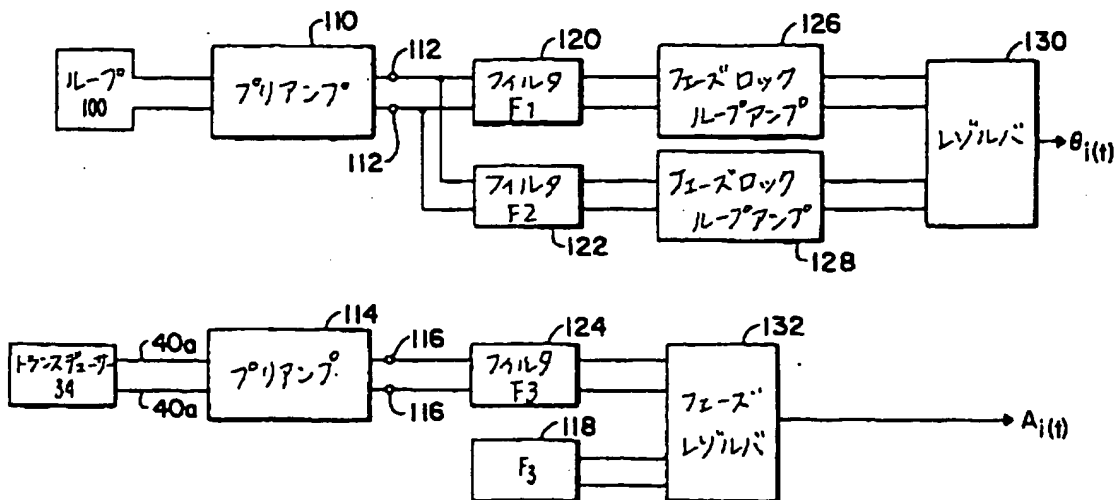 ループ
100
110
プリアンプ
112
112
120
フィルタ
F1
フィルタ
F2
122
126
フェーズロック
ループアンプ
フェーズロック
ループアンプ
128
130
レゾルバ
θi(t)
トランスデューサー
34
40a
40a
114
プリアンプ
116
116
124
フィルタ
F3
118
F3
132
フェーズ
レゾルバ
Ai(t)